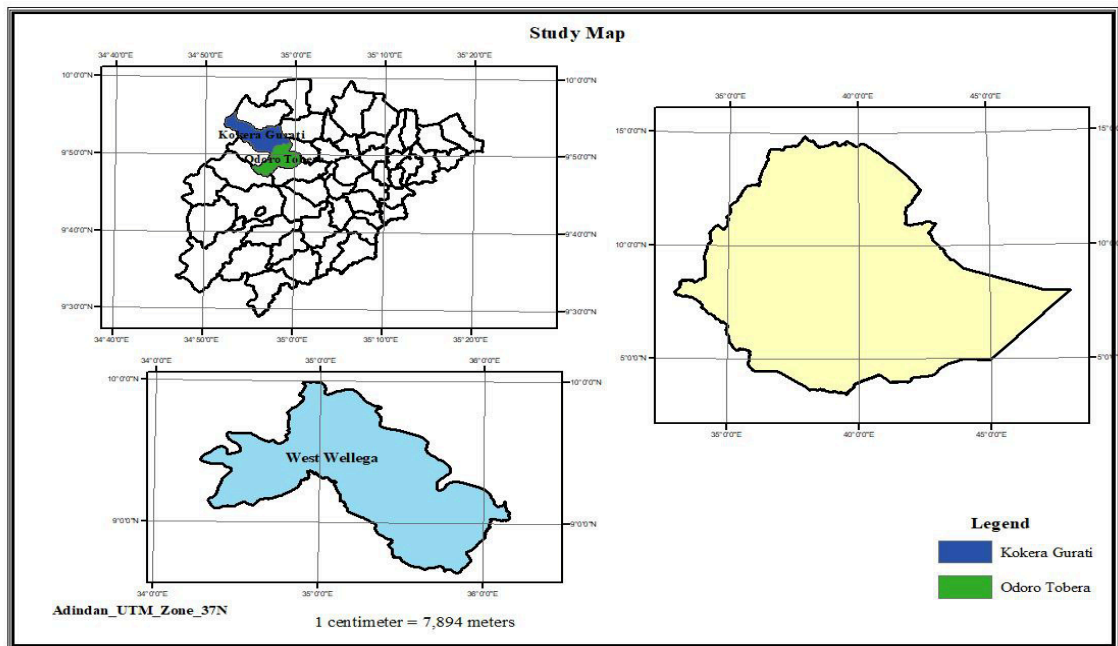 Study Map
34°40'0"E 34°50'0"E 35°0'0"E 35°10'0"E 35°20'0"E
10°0'0"N 10°0'0"N
Kokera Gurati
9°50'0"N 9°50'0"N
Odoro Tobera
9°40'0"N 9°40'0"N
9°30'0"N 9°30'0"N
34°40'0"E 34°50'0"E 35°0'0"E 35°10'0"E 35°20'0"E
35°0'0"E 40°0'0"E 45°0'0"E
15°0'0"N 15°0'0"N
10°0'0"N 10°0'0"N
5°0'0"N 5°0'0"N
35°0'0"E 40°0'0"E 45°0'0"E
34°0'0"E 35°0'0"E 36°0'0"E
10°0'0"N 10°0'0"N
West Wellega
9°0'0"N 9°0'0"N
34°0'0"E 35°0'0"E 36°0'0"E
Legend
Kokera Gurati
Odoro Tobera
Adindan_UTM_Zone_37N
1 centimeter = 7,894 meters